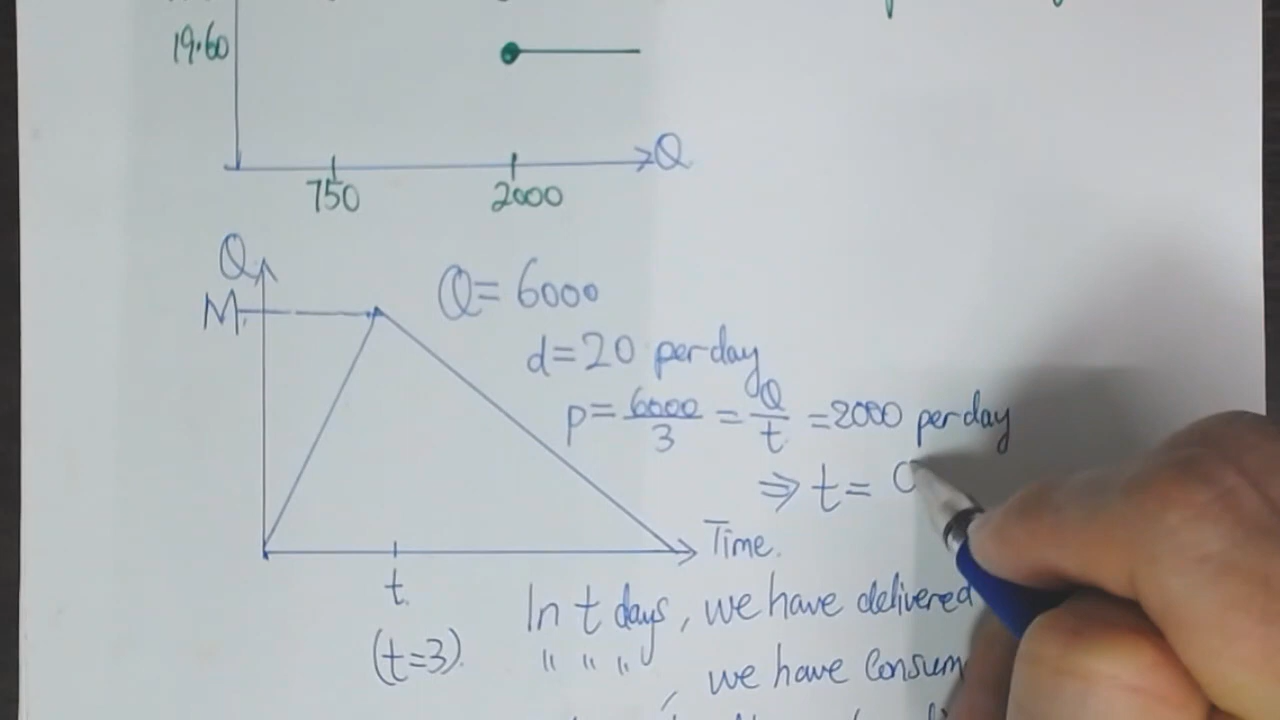 19.60
Q
750
2000
Q
M
Q = 6000
d = 20 per day
p = 6000/3 = Q/t = 2000 per day
⇒ t =
Time.
t.
(t=3).
In t days, we have delivered
" " " , we have consum